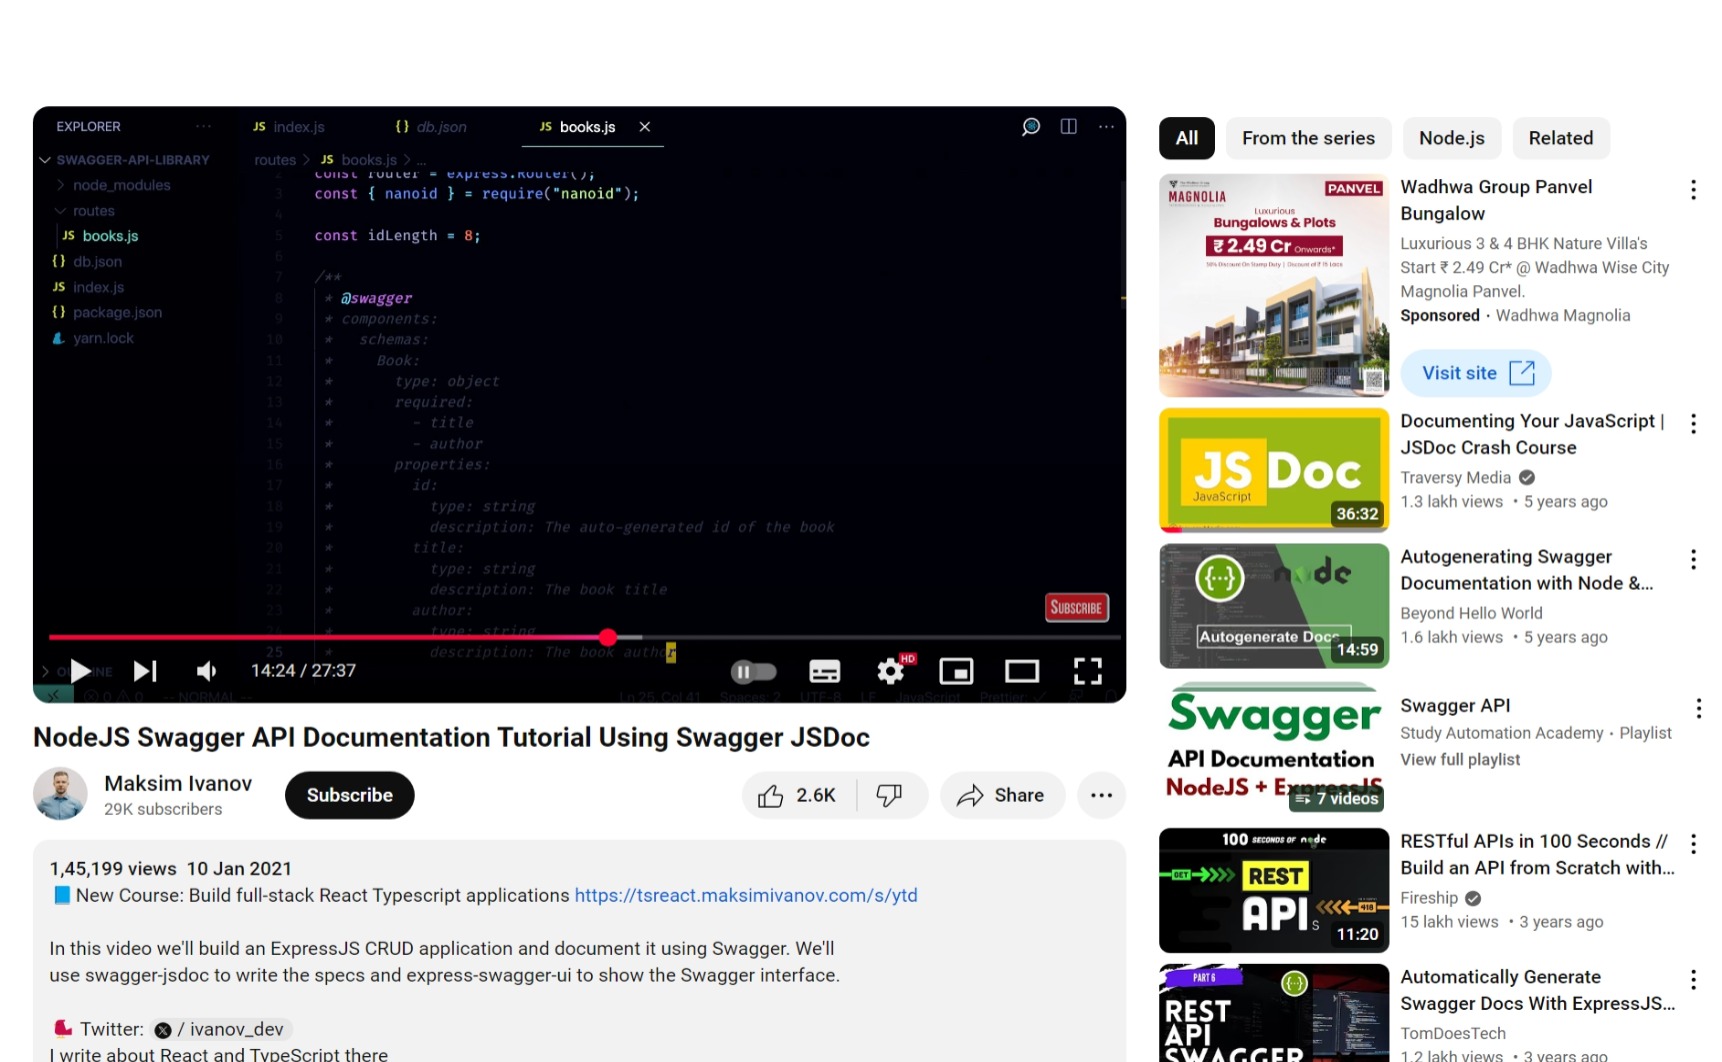 EXPLORER
SWAGGER-API-LIBRARY
node_modules
routes
JS books.js
{} db.json
JS index.js
{} package.json
yarn.lock
JS index.js
{} db.json
JS books.js
routes > JS books.js > ...
2 const router = express.Router();
3 const { nanoid } = require("nanoid");
4
5 const idLength = 8;
6
7 /**
8 * @swagger
9 * components:
10 * schemas:
11 * Book:
12 * type: object
13 * required:
14 * - title
15 * - author
16 * properties:
17 * id:
18 * type: string
19 * description: The auto-generated id of the book
20 * title:
21 * type: string
22 * description: The book title
23 * author:
24 * type: string
25 description: The book author
SUBSCRIBE
OUTLINE
14:24 / 27:37
HD
0 0 -- NORMAL --
Ln 25, Col 41 Spaces: 2 UTF-8 LF JavaScript Prettier
NodeJS Swagger API Documentation Tutorial Using Swagger JSDoc
Maksim Ivanov
29K subscribers
Subscribe
2.6K
Share
1,45,199 views 10 Jan 2021
New Course: Build full-stack React Typescript applications https://tsreact.maksimivanov.com/s/ytd
In this video we'll build an ExpressJS CRUD application and document it using Swagger. We'll
use swagger-jsdoc to write the specs and express-swagger-ui to show the Swagger interface.
Twitter: X / ivanov_dev
I write about React and TypeScript there
All
From the series
Node.js
Related
MAGNOLIA
PANVEL
Luxurious
Bungalows & Plots
₹ 2.49 Cr Onwards*
Wadhwa Group Panvel
Bungalow
Luxurious 3 & 4 BHK Nature Villa's
Start ₹ 2.49 Cr* @ Wadhwa Wise City
Magnolia Panvel.
Sponsored · Wadhwa Magnolia
Visit site
JS Doc
JavaScript
36:32
Documenting Your JavaScript |
JSDoc Crash Course
Traversy Media
1.3 lakh views • 5 years ago
{...} node
Autogenerate Docs
14:59
Autogenerating Swagger
Documentation with Node &...
Beyond Hello World
1.6 lakh views • 5 years ago
Swagger
API Documentation
NodeJS + ExpressJS
7 videos
Swagger API
Study Automation Academy • Playlist
View full playlist
100 SECONDS OF node
GET
REST
API s
418
11:20
RESTful APIs in 100 Seconds //
Build an API from Scratch with...
Fireship
15 lakh views • 3 years ago
PART 6
{...}
REST
API
SWAGGER
Automatically Generate
Swagger Docs With ExpressJS...
TomDoesTech
1.2 lakh views • 3 years ago